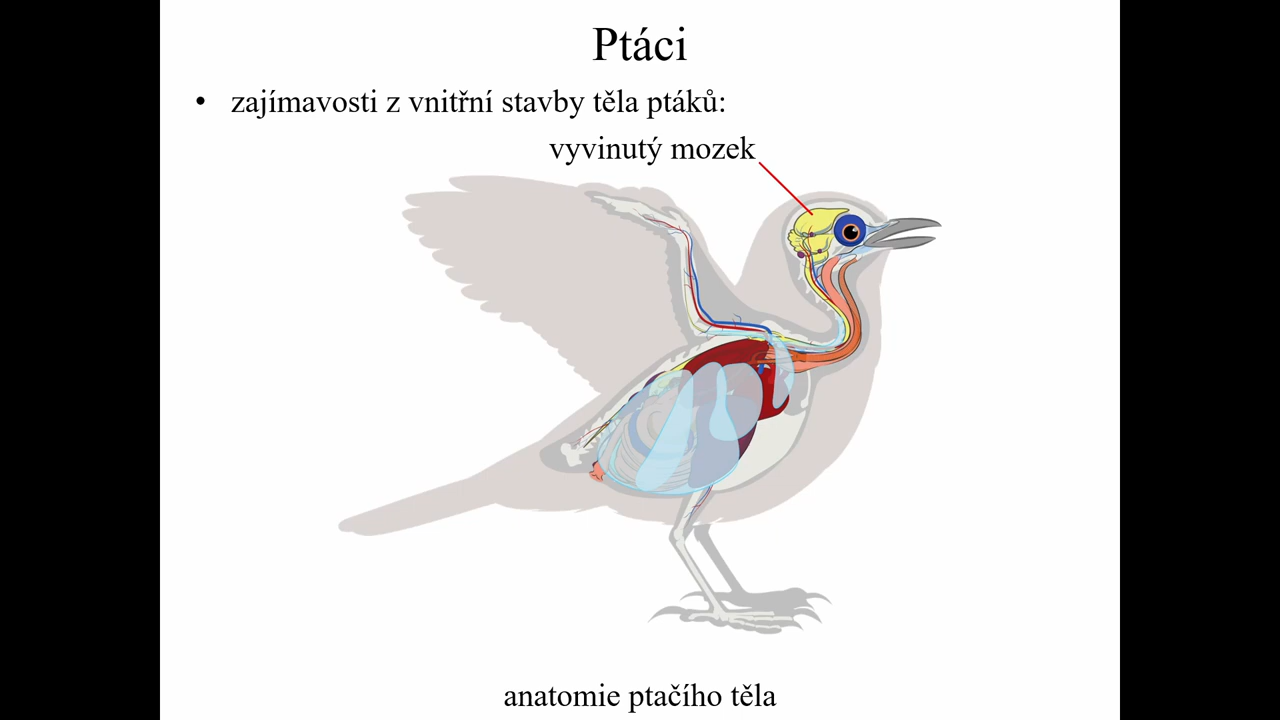 Ptáci
• zajímavosti z vnitřní stavby těla ptáků:
vyvinutý mozek
anatomie ptačího těla